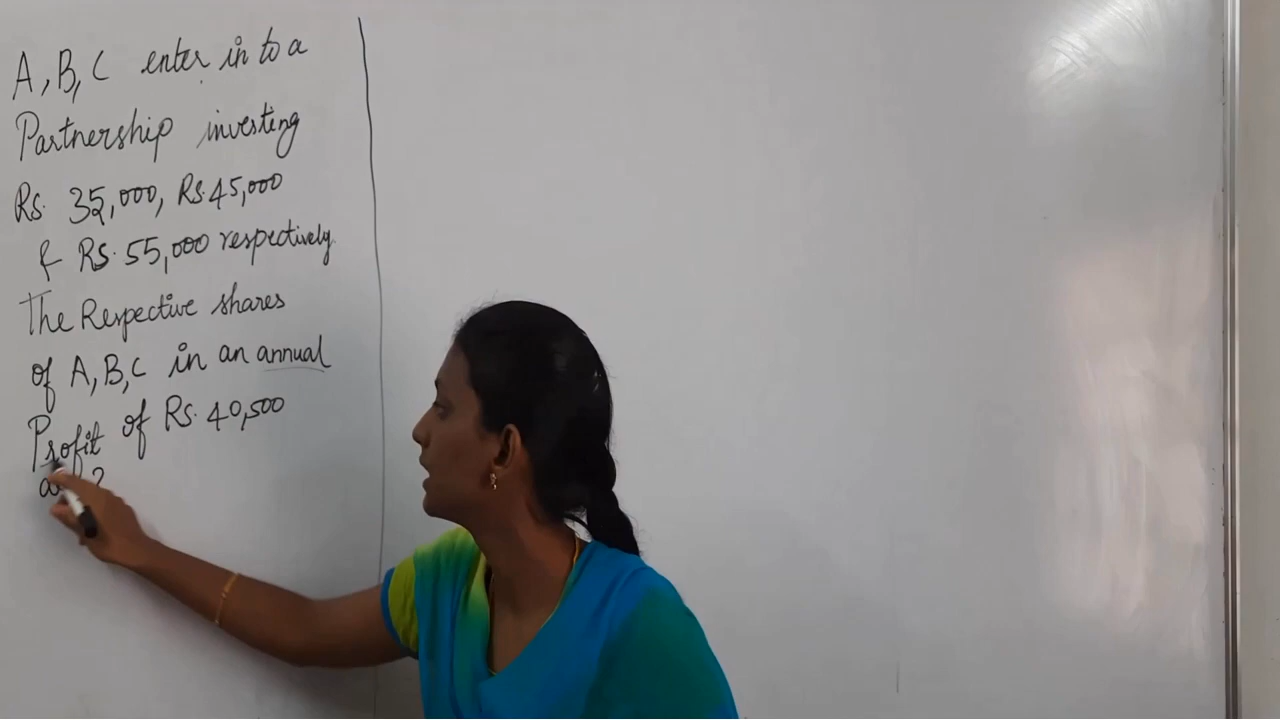 A, B, C enter in to a
Partnership investing
Rs. 35,000, Rs. 45,000
& Rs. 55,000 respectively.
The Respective shares
of A, B, C in an annual
Profit of Rs. 40,500
?